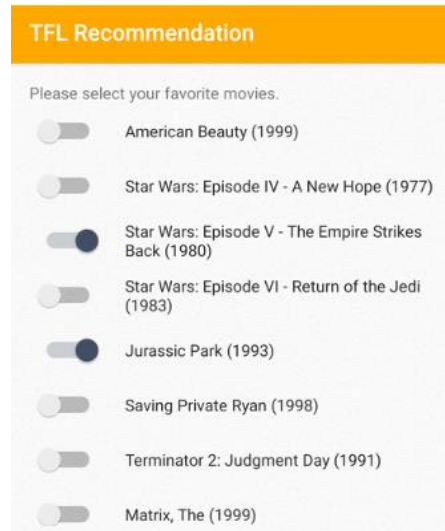 TFL Recommendation
Please select your favorite movies.
American Beauty (1999)
Star Wars: Episode IV - A New Hope (1977)
Star Wars: Episode V - The Empire Strikes
Back (1980)
Star Wars: Episode VI - Return of the Jedi
(1983)
Jurassic Park (1993)
Saving Private Ryan (1998)
Terminator 2: Judgment Day (1991)
Matrix, The (1999)